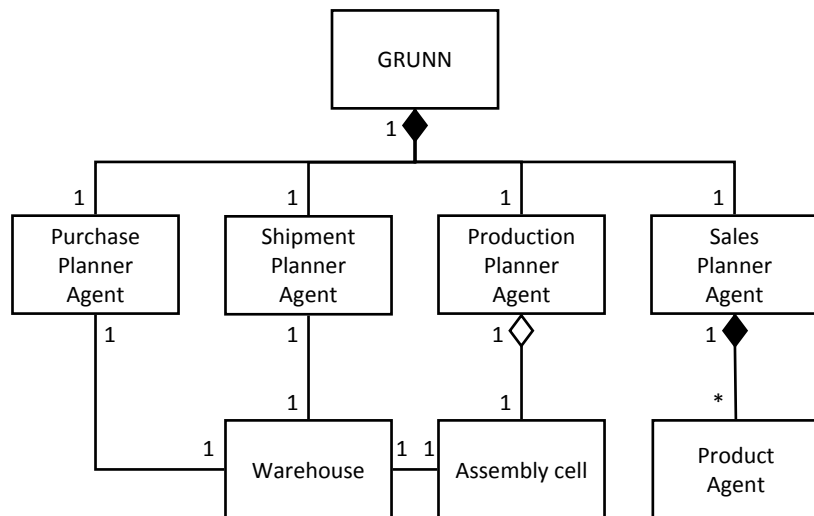 GRUNN
1
1
1
1
1
Purchase
Planner
Agent
Shipment
Planner
Agent
Production
Planner
Agent
Sales
Planner
Agent
1
1
1
1
1
1
*
1
1
1
Warehouse
Assembly cell
Product
Agent